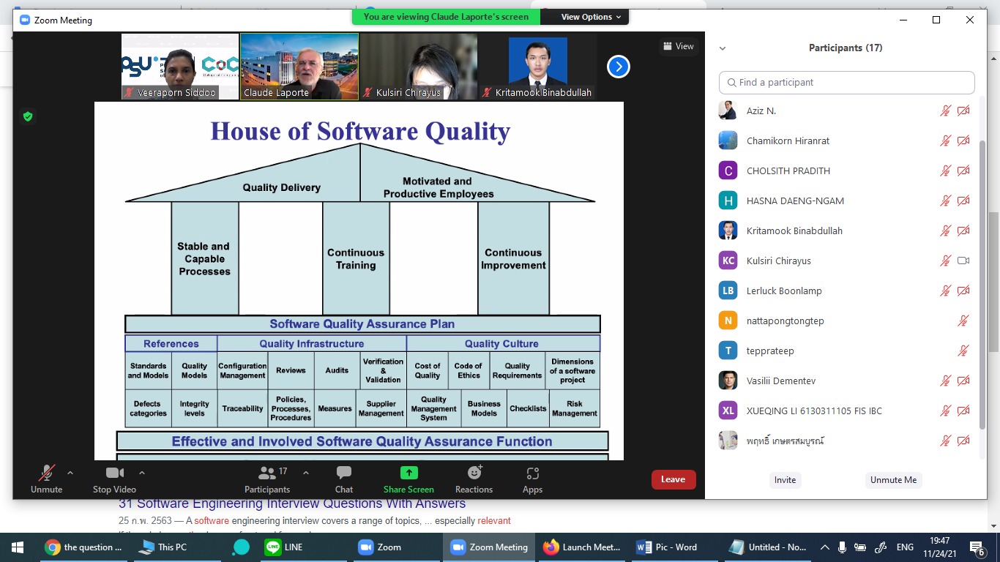 Zoom Meeting
You are viewing Claude Laporte's screen
View Options
View
PSU
CoC
Veeraporn Siddoo
Claude Laporte
Kulsiri Chirayus
Kritamook Binabdullah
House of Software Quality
Quality Delivery
Motivated and
Productive Employees
Stable and
Capable
Processes
Continuous
Training
Continuous
Improvement
Software Quality Assurance Plan
References
Quality Infrastructure
Quality Culture
Standards
and Models
Quality
Models
Configuration
Management
Reviews
Audits
Verification
&
Validation
Cost of
Quality
Code of
Ethics
Quality
Requirements
Dimensions
of a software
project
Defects
categories
Integrity
levels
Traceability
Policies,
Processes,
Procedures
Measures
Supplier
Management
Quality
Management
System
Business
Models
Checklists
Risk
Management
Effective and Involved Software Quality Assurance Function
Participants (17)
Find a participant
Aziz N.
Chamikorn Hiranrat
C
CHOLSITH PRADITH
H
HASNA DAENG-NGAM
Kritamook Binabdullah
KC
Kulsiri Chirayus
LB
Lerluck Boonlamp
N
nattapongtongtep
T
tepprateep
Vasilii Dementev
XL
XUEQING LI 6130311105 FIS IBC
พฤทธิ์ เกษตรสมบูรณ์
Invite
Unmute Me
Unmute
Stop Video
17
Participants
Chat
Share Screen
Reactions
Apps
Leave
31 Software Engineering Interview Questions With Answers
25 ก.พ. 2563 — A software engineering interview covers a range of topics, ... especially relevant
the question ...
This PC
LINE
LINE
Zoom
Zoom Meeting
Launch Meet...
Pic - Word
Untitled - No...
ENG
19:47
11/24/21
6